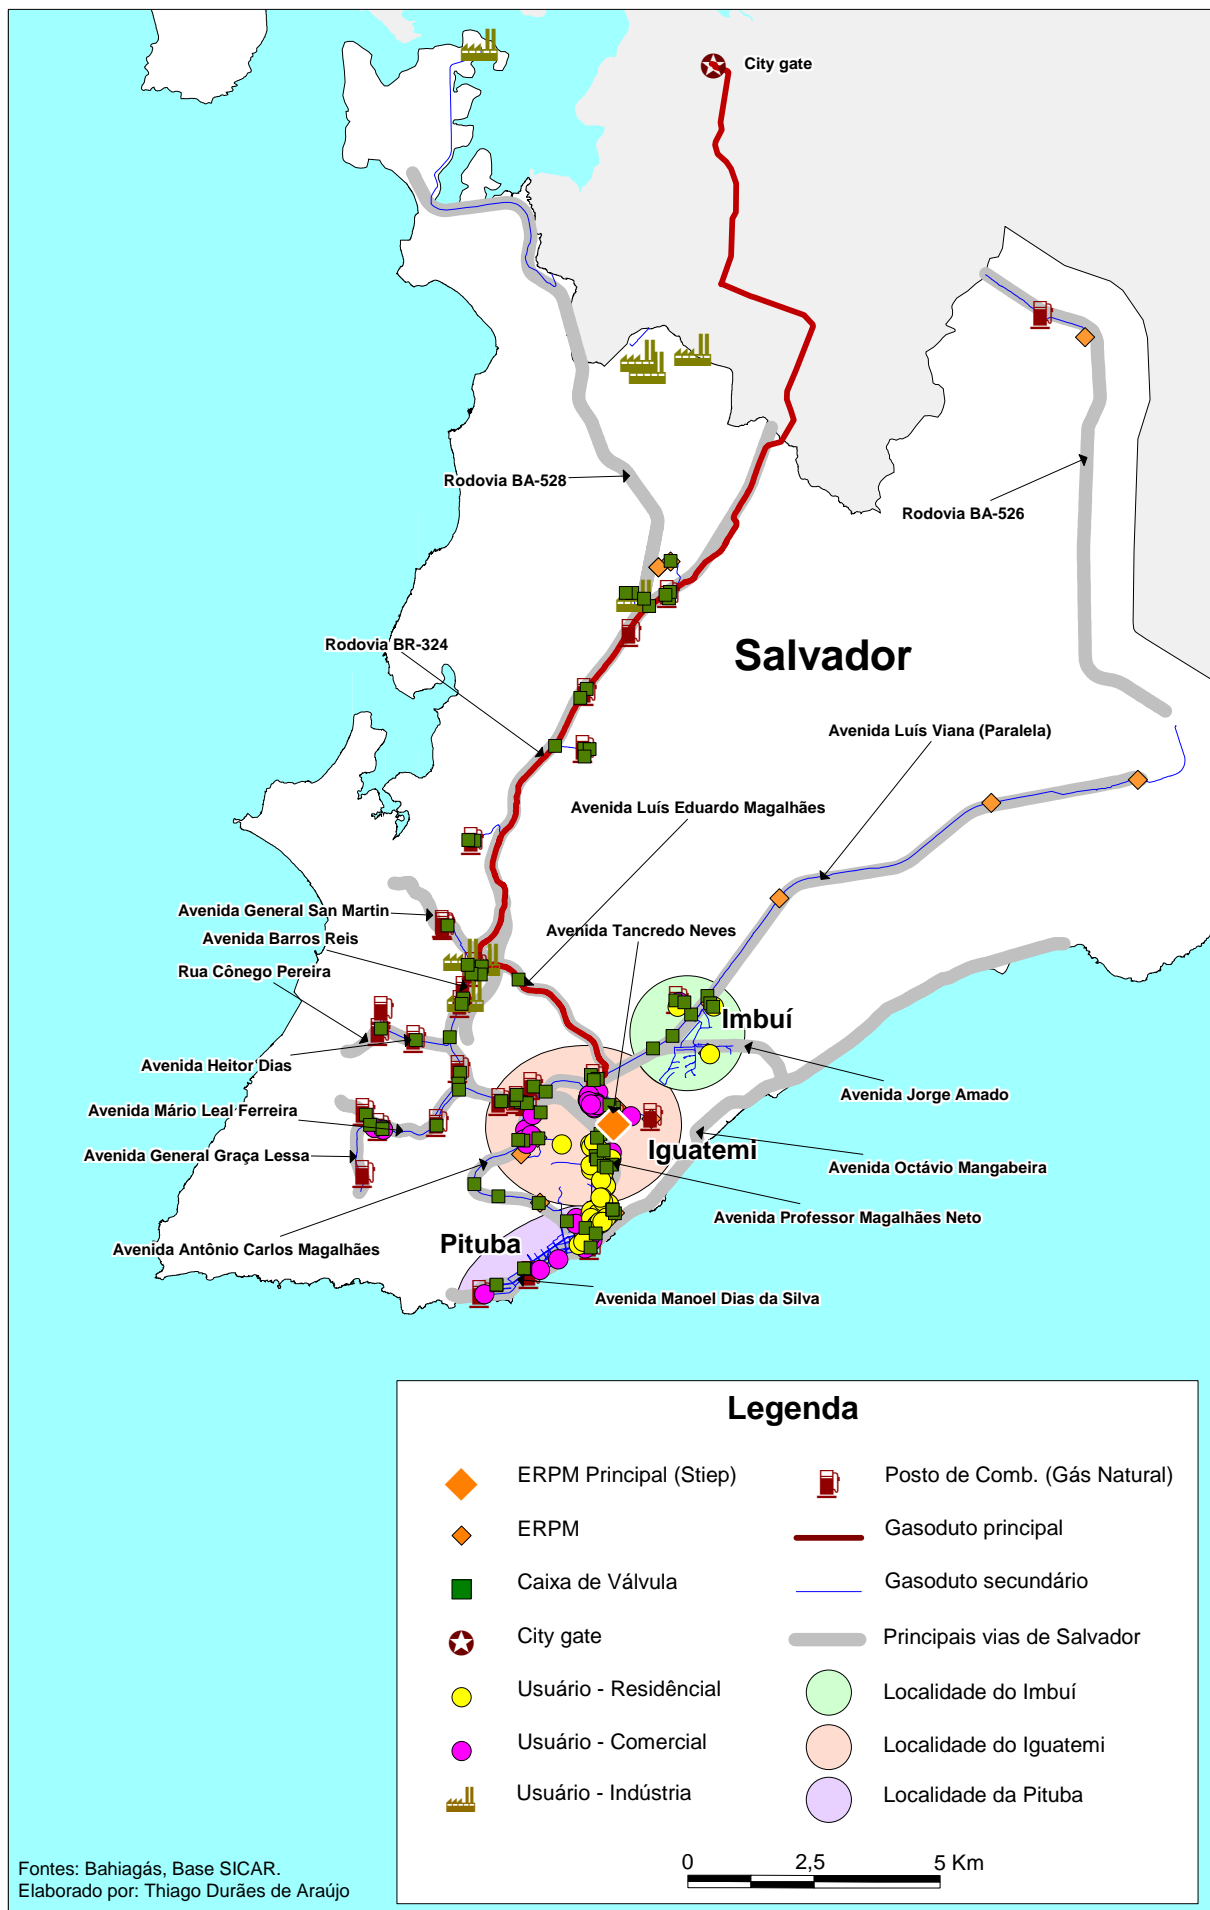 City gate
Rodovia BA-528
Rodovia BA-526
Rodovia BR-324
Salvador
Avenida Luís Viana (Paralela)
Avenida Luís Eduardo Magalhães
Avenida General San Martin
Avenida Tancredo Neves
Avenida Barros Reis
Rua Cônego Pereira
Imbuí
Avenida Heitor Dias
Avenida Jorge Amado
Avenida Mário Leal Ferreira
Iguatemi
Avenida General Graça Lessa
Avenida Octávio Mangabeira
Avenida Professor Magalhães Neto
Pituba
Avenida Antônio Carlos Magalhães
Avenida Manoel Dias da Silva
Legenda
ERPM Principal (Stiep)
ERPM
Caixa de Válvula
City gate
Usuário - Residêncial
Usuário - Comercial
Usuário - Indústria
Posto de Comb. (Gás Natural)
Gasoduto principal
Gasoduto secundário
Principais vias de Salvador
Localidade do Imbuí
Localidade do Iguatemi
Localidade da Pituba
0 2,5 5 Km
Fontes: Bahiagás, Base SICAR.
Elaborado por: Thiago Durães de Araújo